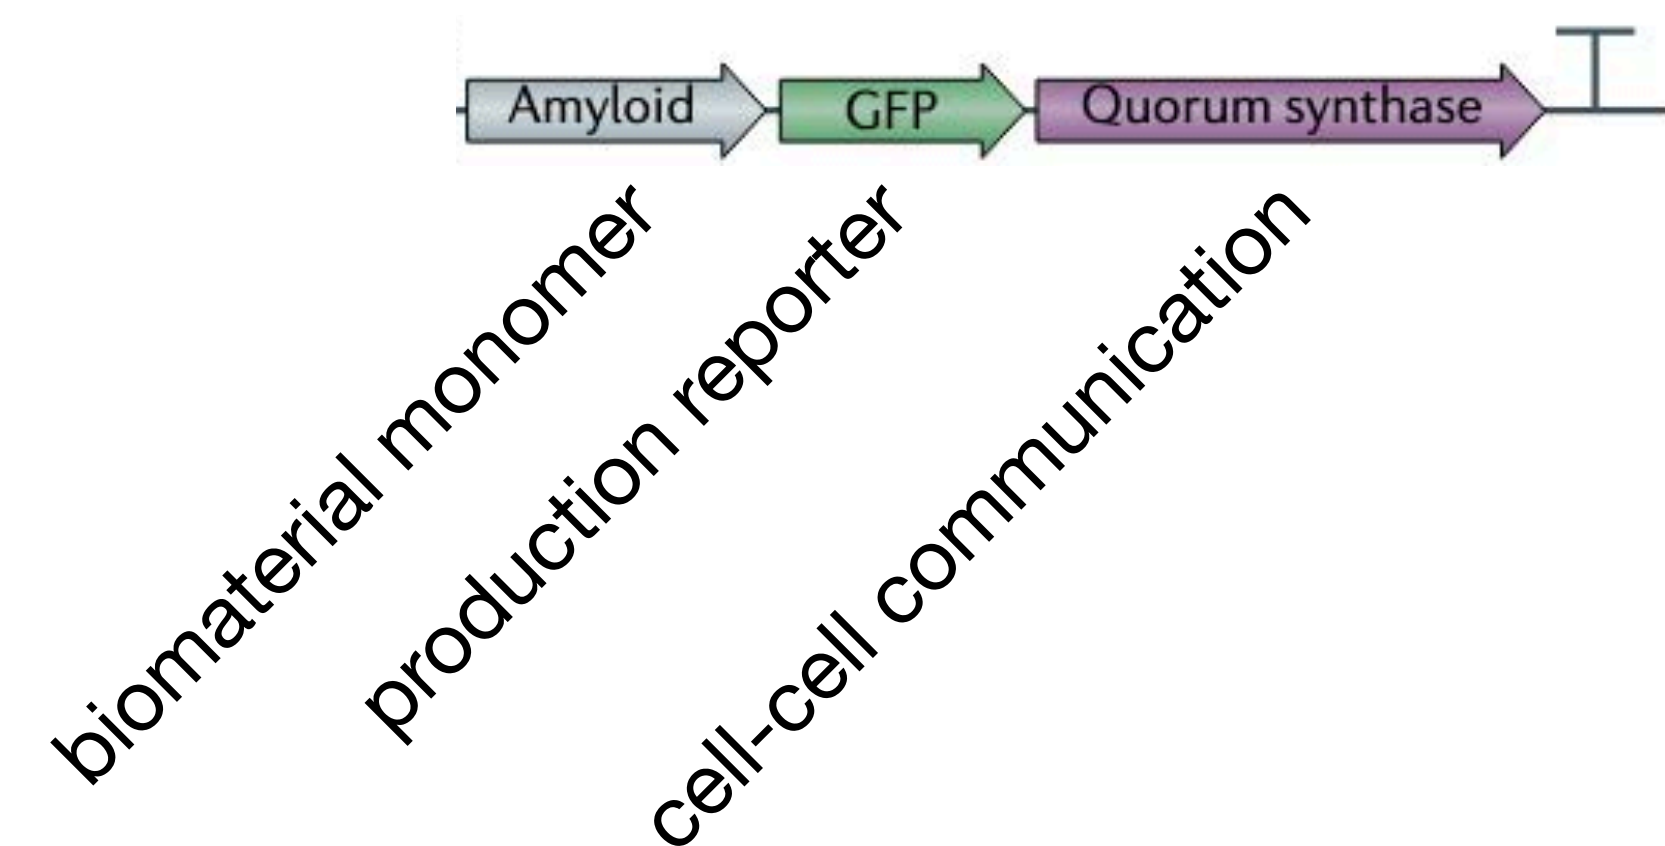 Amyloid
GFP
Quorum synthase
biomaterial monomer
production reporter
cell-cell communication